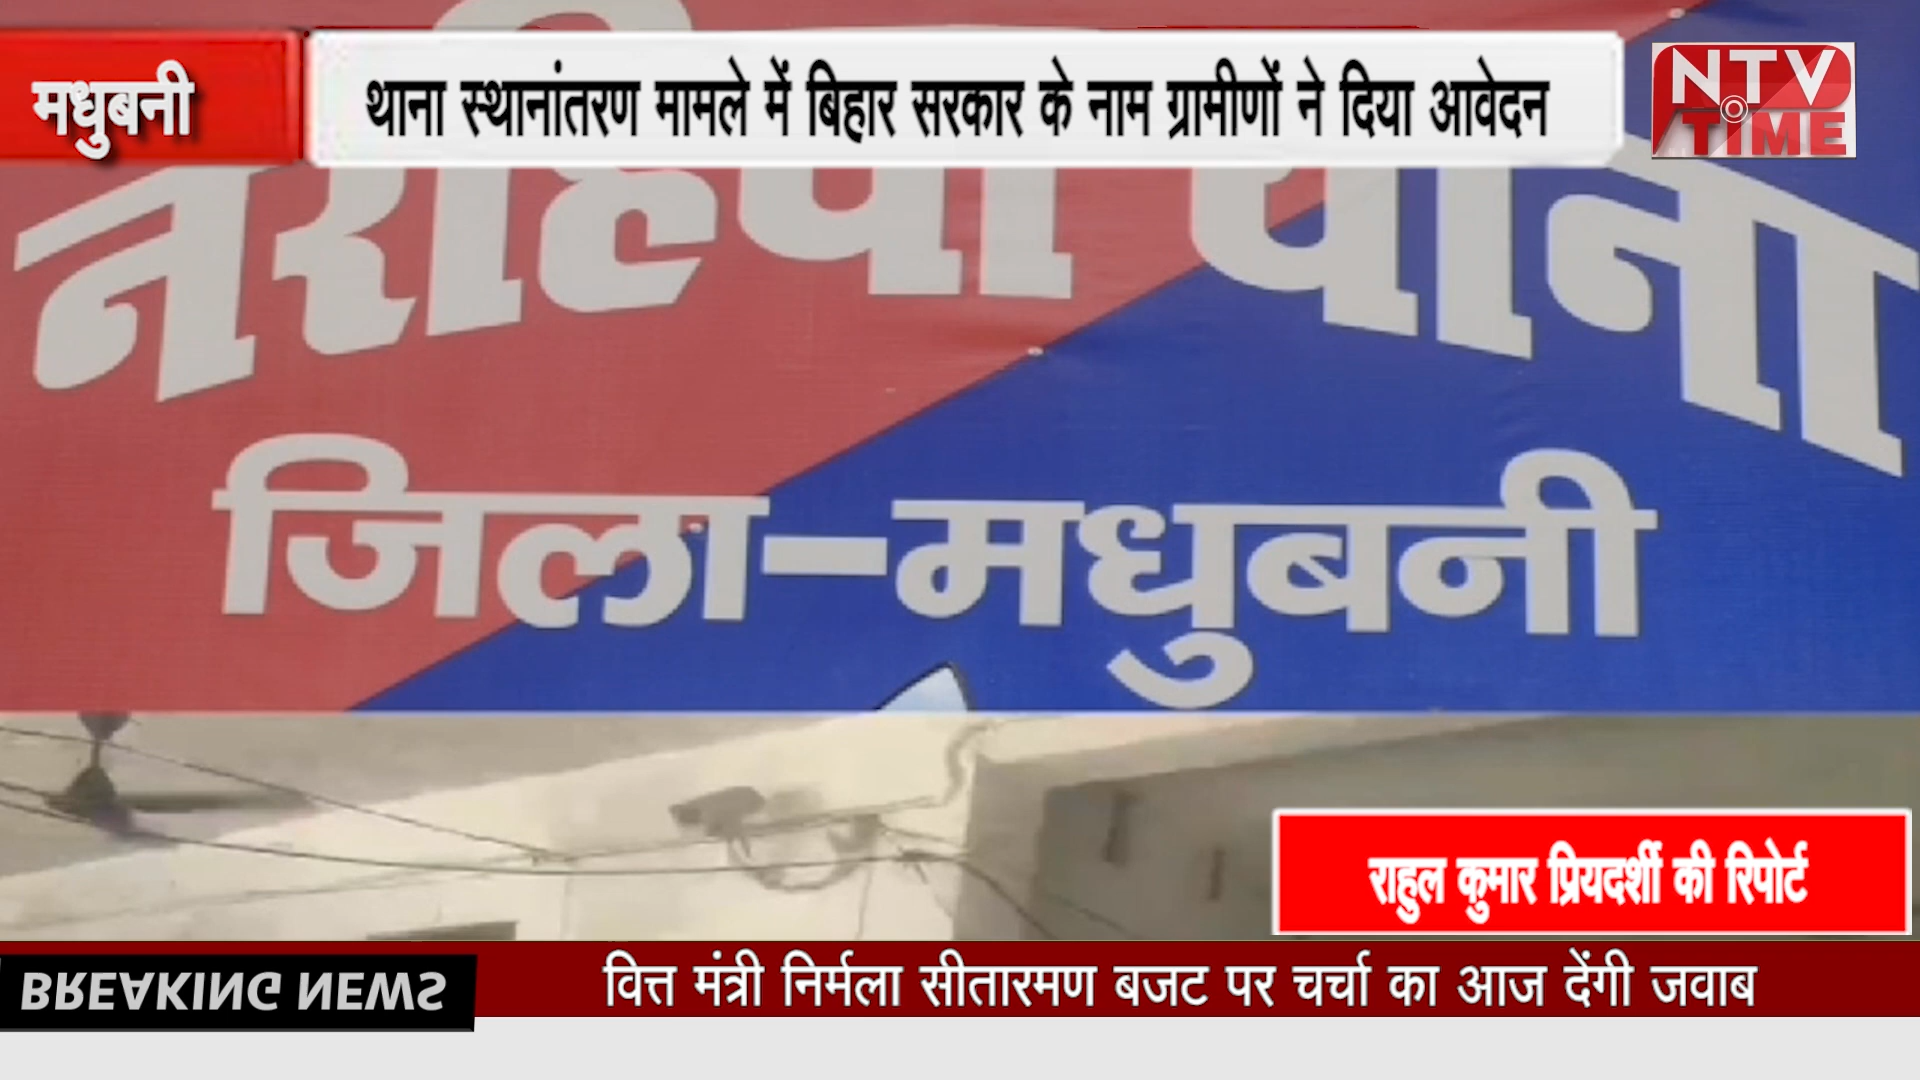 मधुबनी
थाना स्थानांतरण मामले में बिहार सरकार के नाम ग्रामीणों ने दिया आवेदन
NTV
TIME
थाना
जिला-मधुबनी
राहुल कुमार प्रियदर्शी की रिपोर्ट
BREAKING NEWS
वित्त मंत्री निर्मला सीतारमण बजट पर चर्चा का आज देंगी जवाब